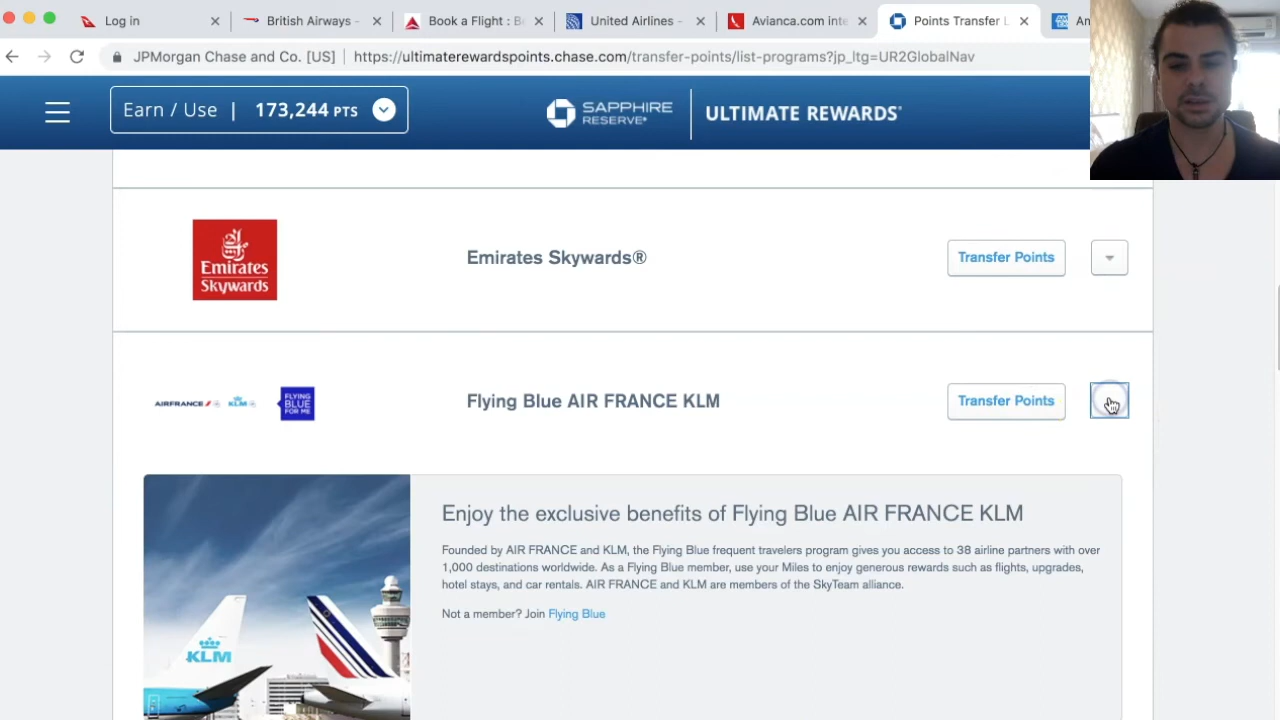 Log in
British Airways -
Book a Flight : B
United Airlines -
Avianca.com inte
Points Transfer L
JPMorgan Chase and Co. [US] | https://ultimaterewardspoints.chase.com/transfer-points/list-programs?jp_ltg=UR2GlobalNav
Earn / Use | 173,244 PTS
SAPPHIRE RESERVE® ULTIMATE REWARDS®
Emirates Skywards
Emirates Skywards®
Transfer Points
AIRFRANCE KLM FLYING BLUE FOR ME
Flying Blue AIR FRANCE KLM
Transfer Points
Enjoy the exclusive benefits of Flying Blue AIR FRANCE KLM
Founded by AIR FRANCE and KLM, the Flying Blue frequent travelers program gives you access to 38 airline partners with over
1,000 destinations worldwide. As a Flying Blue member, use your Miles to enjoy generous rewards such as flights, upgrades,
hotel stays, and car rentals. AIR FRANCE and KLM are members of the SkyTeam alliance.
Not a member? Join Flying Blue
KLM